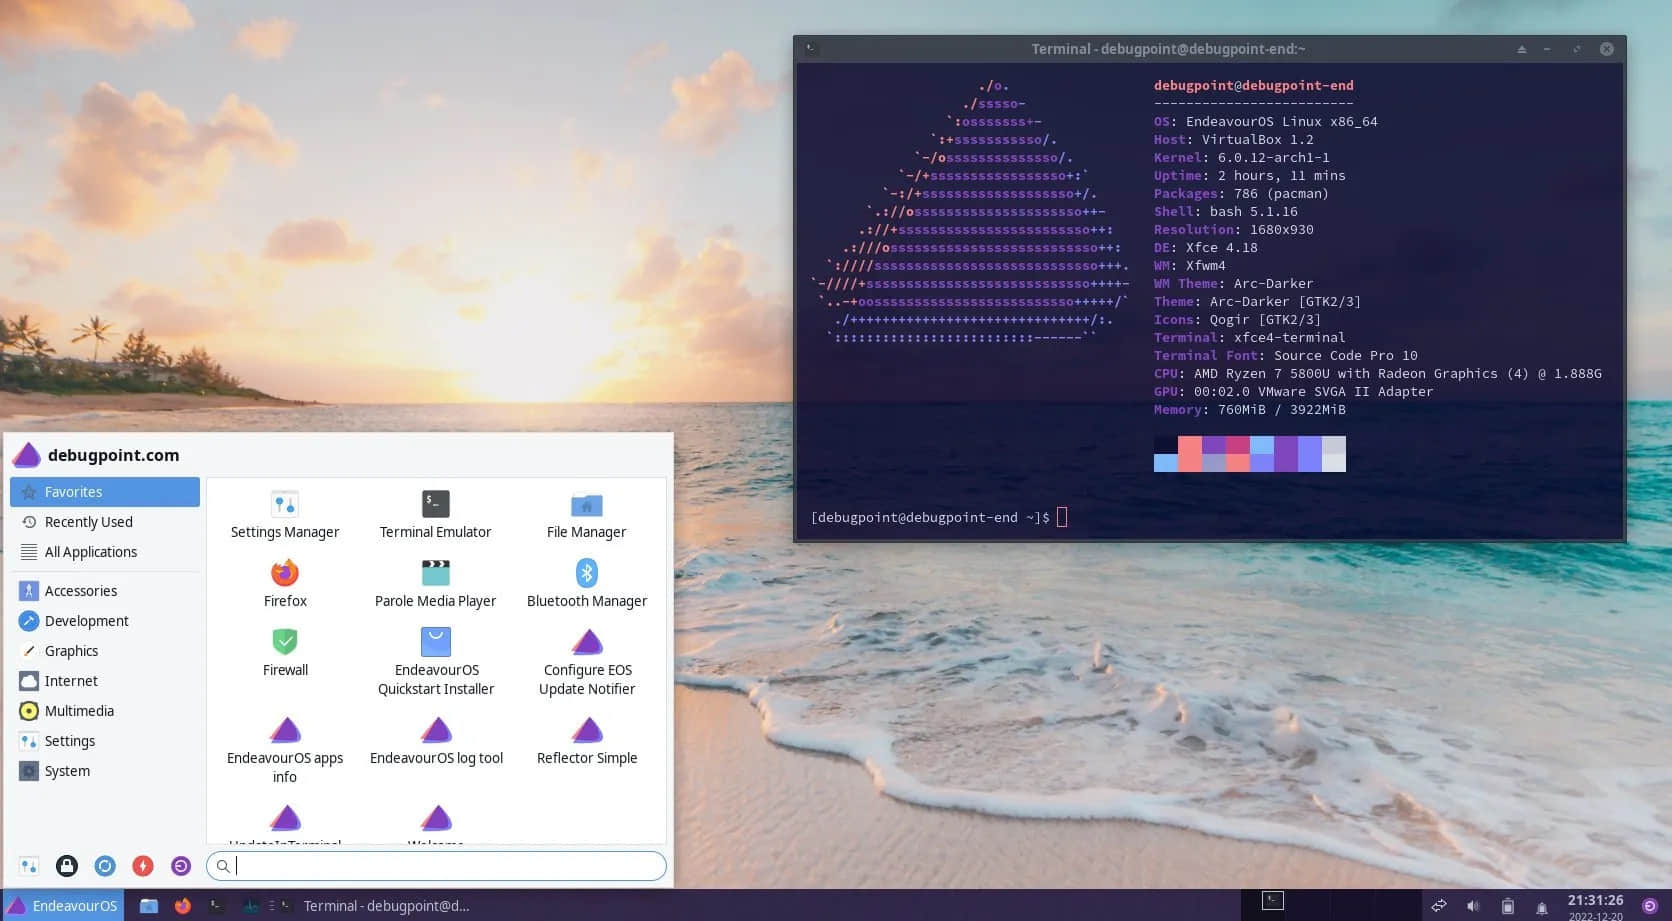 Terminal - debugpoint@debugpoint-end:~
./o.
./sssso-
`:osssssss+-
`:+sssssssssso/.
`-/ossssssssssssso/.
`-/+sssssssssssssssso+:`
`-:/+sssssssssssssssssso+/.
`.://osssssssssssssssssssso++-
.://+ssssssssssssssssssssssso++:
.:///ossssssssssssssssssssssssso++:
`:////ssssssssssssssssssssssssssso+++.
`-////+ssssssssssssssssssssssssssso++++-
`..-+oossssssssssssssssssssssssso+++++/`
./++++++++++++++++++++++++++++++/:.
`:::::::::::::::::::::::::------``
debugpoint@debugpoint-end
-------------------------
OS: EndeavourOS Linux x86_64
Host: VirtualBox 1.2
Kernel: 6.0.12-arch1-1
Uptime: 2 hours, 11 mins
Packages: 786 (pacman)
Shell: bash 5.1.16
Resolution: 1680x930
DE: Xfce 4.18
WM: Xfwm4
WM Theme: Arc-Darker
Theme: Arc-Darker [GTK2/3]
Icons: Qogir [GTK2/3]
Terminal: xfce4-terminal
Terminal Font: Source Code Pro 10
CPU: AMD Ryzen 7 5800U with Radeon Graphics (4) @ 1.888G
GPU: 00:02.0 VMware SVGA II Adapter
Memory: 760MiB / 3922MiB
[debugpoint@debugpoint-end ~]$
debugpoint.com
Favorites
Recently Used
All Applications
Accessories
Development
Graphics
Internet
Multimedia
Settings
System
Settings Manager
Terminal Emulator
File Manager
Firefox
Parole Media Player
Bluetooth Manager
Firewall
EndeavourOS
Quickstart Installer
Configure EOS
Update Notifier
EndeavourOS apps
info
EndeavourOS log tool
Reflector Simple
UpdateInTerminal
Welcome
EndeavourOS
Terminal - debugpoint@d...
21:31:26
2022-12-20